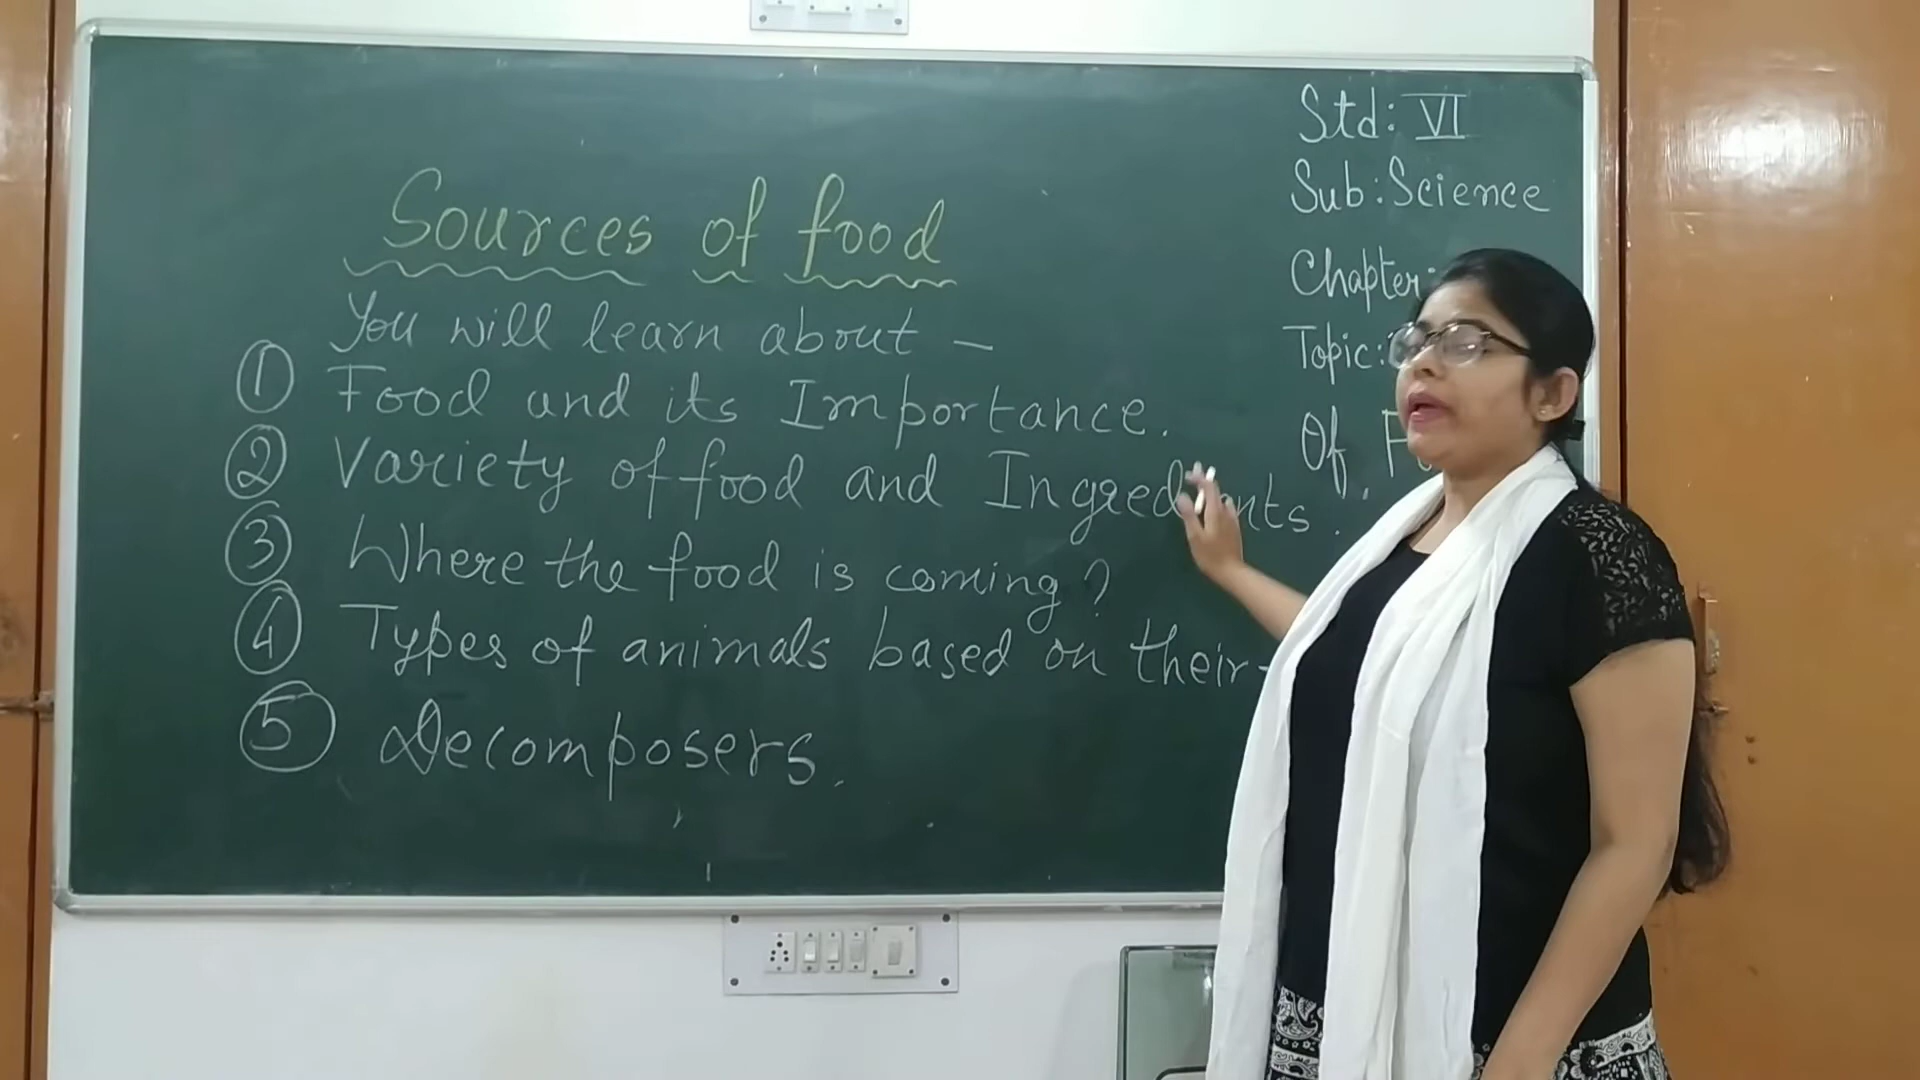 Sources of food
You will learn about -
① Food and its Importance.
② Variety of food and Ingredients.
③ Where the food is coming?
④ Types of animals based on their-
⑤ Decomposers.
Std: VI
Sub: Science
Chapter:
Topic:
Of